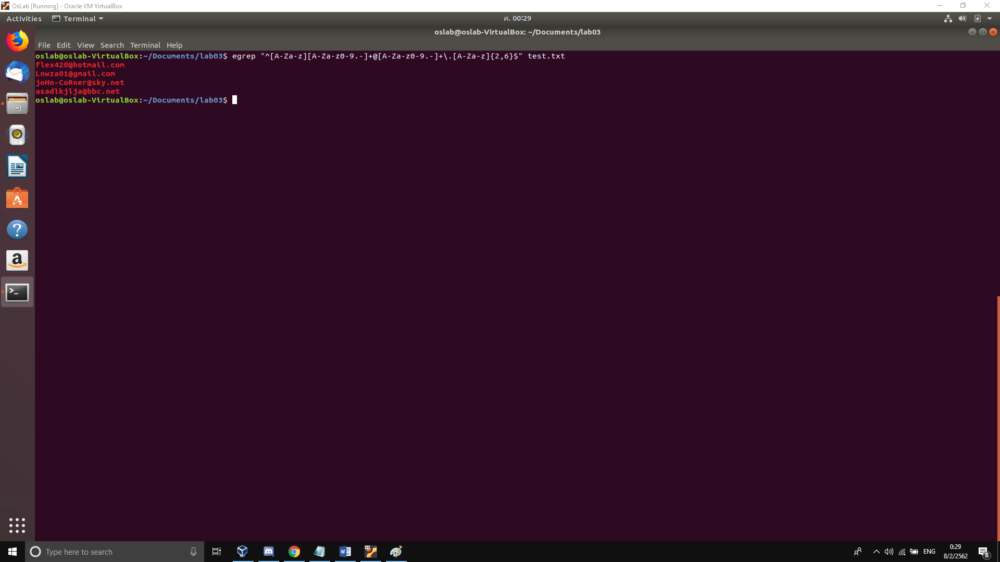 OsLab [Running] - Oracle VM VirtualBox
Activities Terminal ศ. 00:29
oslab@oslab-VirtualBox: ~/Documents/lab03
File Edit View Search Terminal Help
oslab@oslab-VirtualBox:~/Documents/lab03$ egrep "^[A-Za-z][A-Za-z0-9.-]+@[A-Za-z0-9.-]+\.[A-Za-z]{2,6}$" test.txt
flex420@hotmail.com
Lnwza01@gmail.com
joHn-CoRner@sky.net
asadlkjlja@bbc.net
oslab@oslab-VirtualBox:~/Documents/lab03$
Type here to search
ENG
0:29
8/2/2562
8